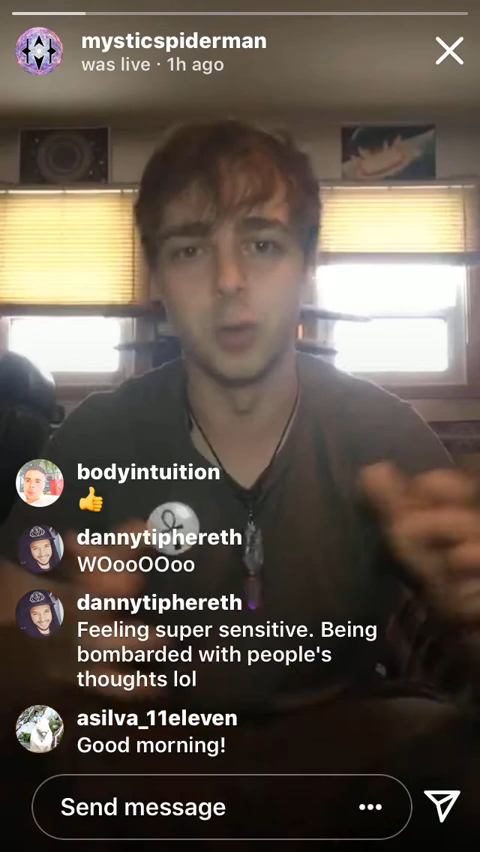 mysticspiderman
was live · 1h ago
bodyintuition
👍
dannytiphereth
WOooOOoo
dannytiphereth
Feeling super sensitive. Being
bombarded with people's
thoughts lol
asilva_11eleven
Good morning!
Send message